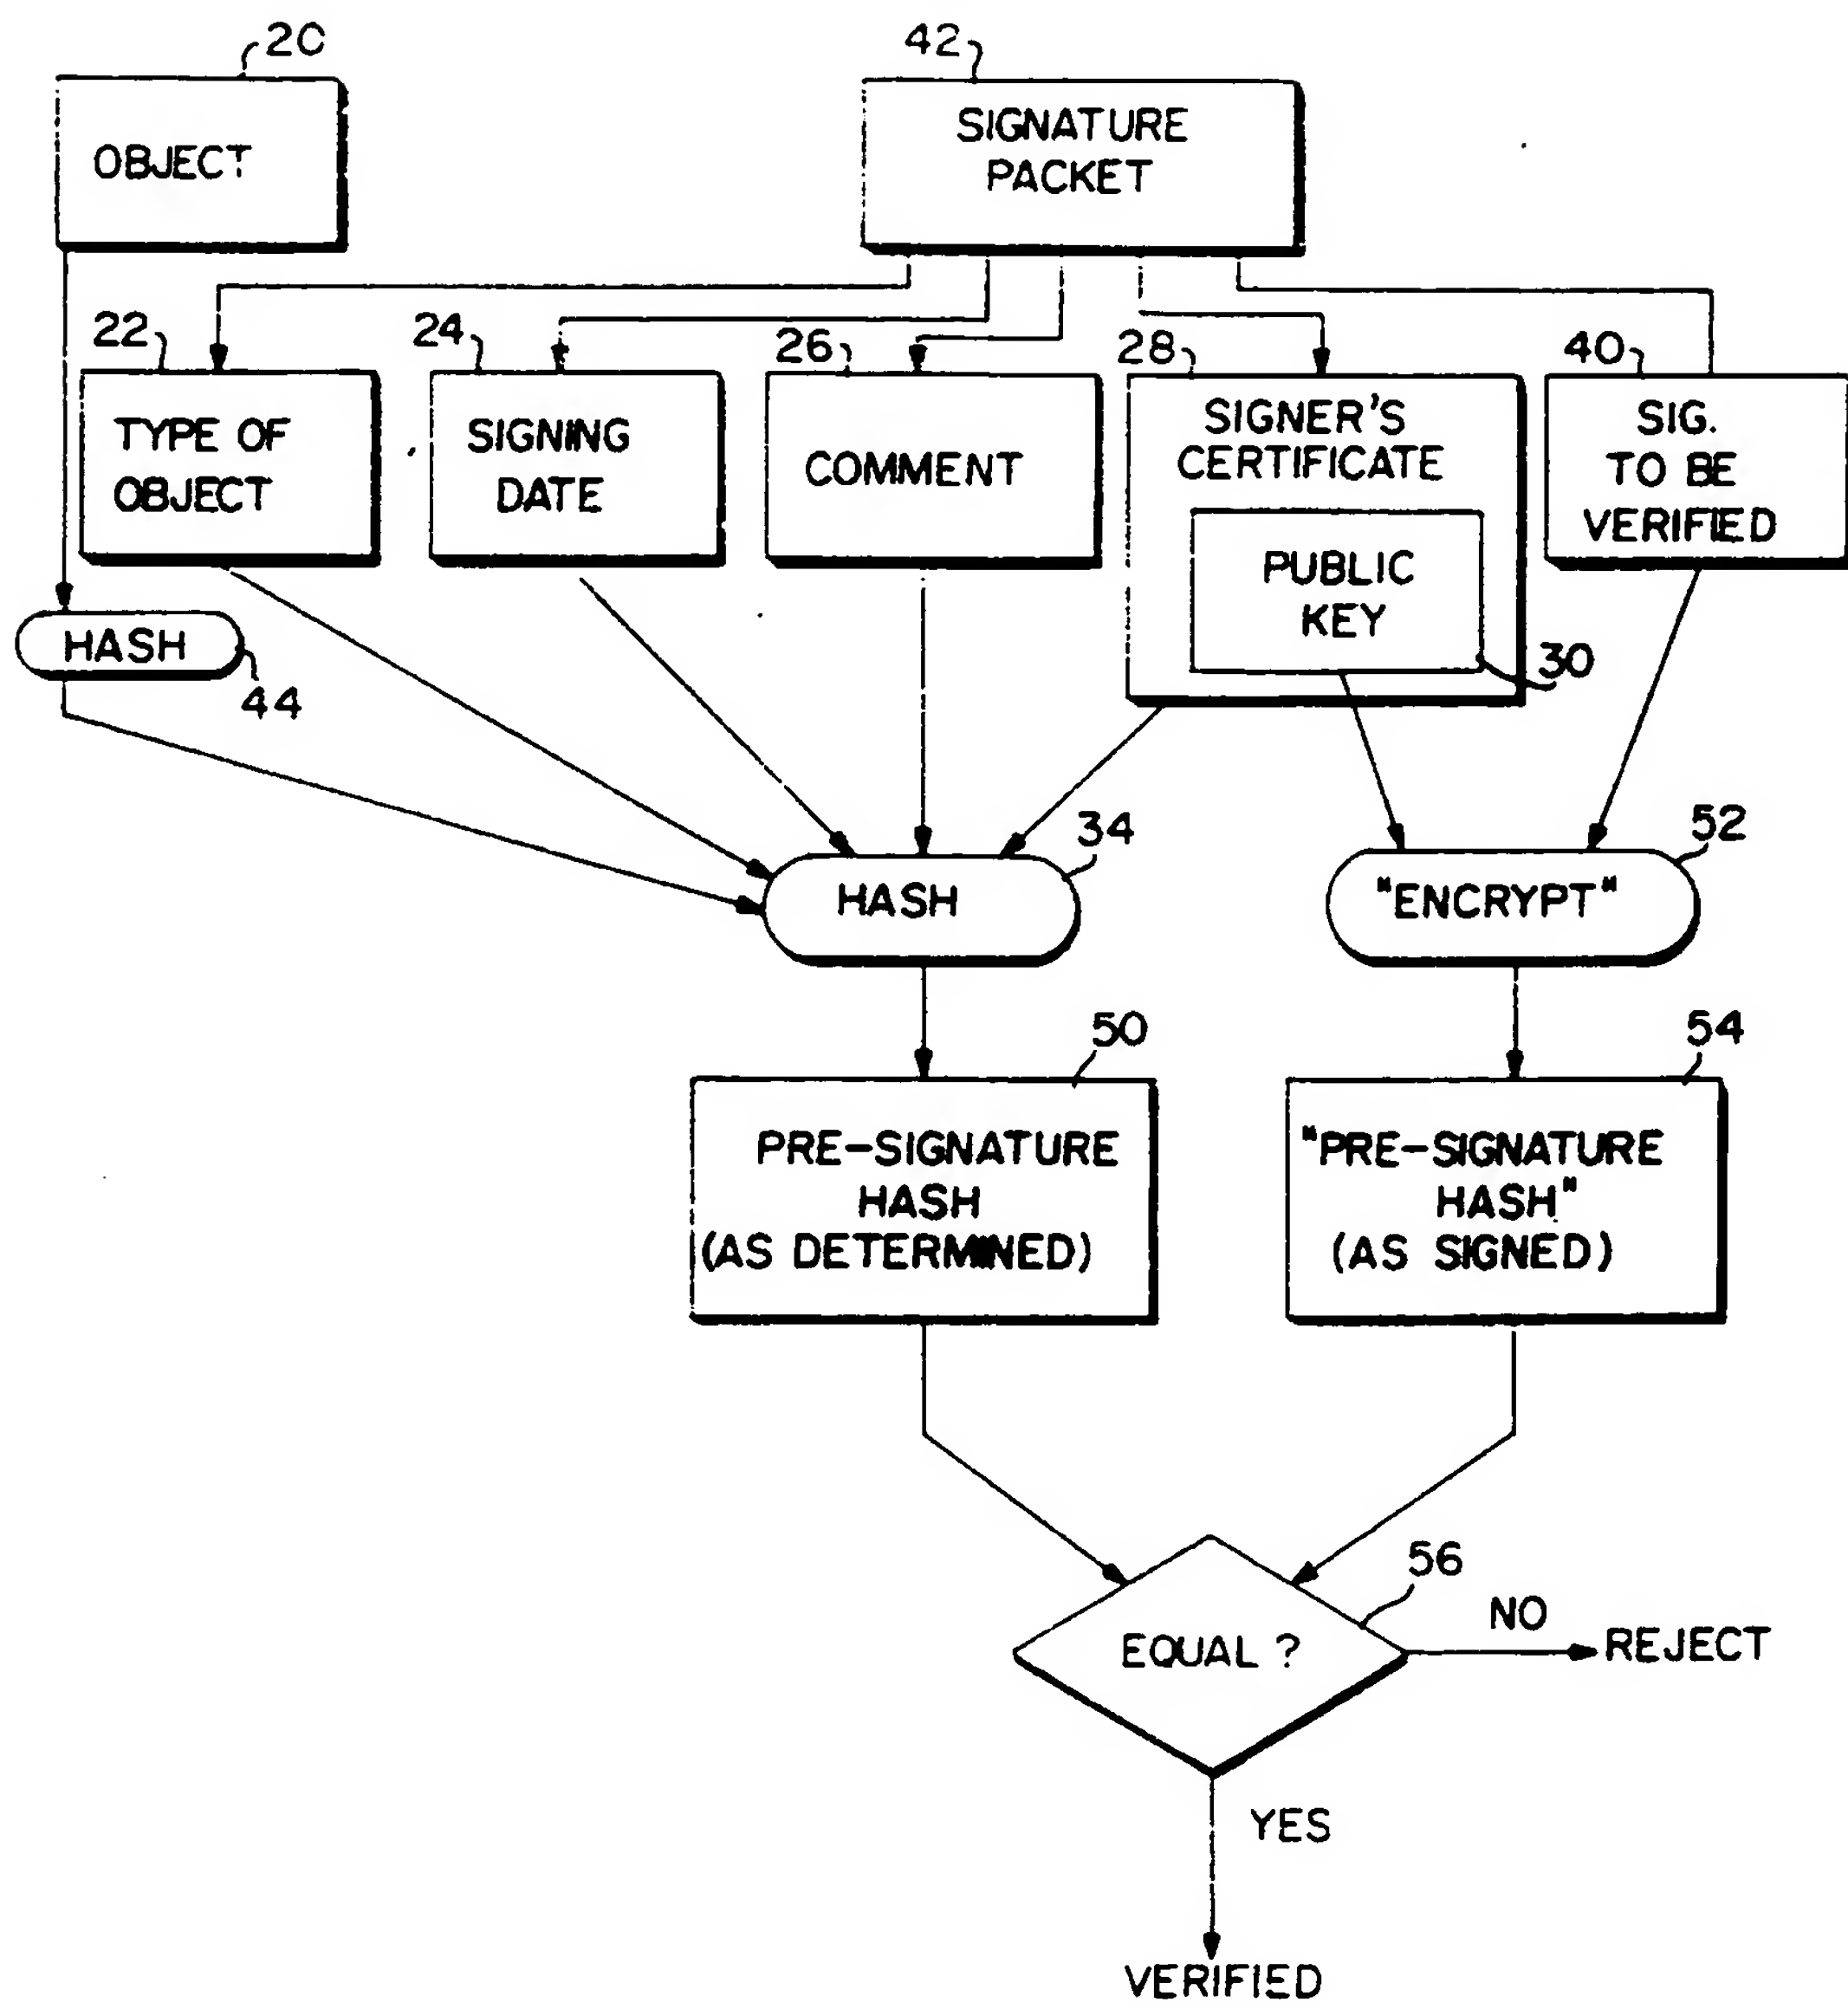 20
42
OBJECT
SIGNATURE
PACKET
22
24
26
28
40
TYPE OF
OBJECT
SIGNING
DATE
COMMENT
SIGNER'S
CERTIFICATE
PUBLIC
KEY
30
SIG.
TO BE
VERIFIED
HASH
44
HASH
34
"ENCRYPT"
52
50
54
PRE-SIGNATURE
HASH
(AS DETERMINED)
"PRE-SIGNATURE
HASH"
(AS SIGNED)
56
EQUAL ?
NO
REJECT
YES
VERIFIED